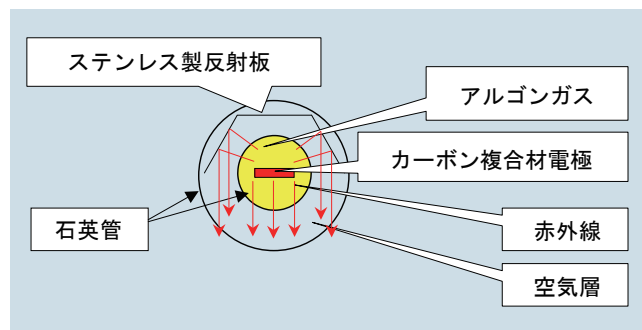 ステンレス製反射板
アルゴンガス
カーボン複合材電極
石英管
赤外線
空気層